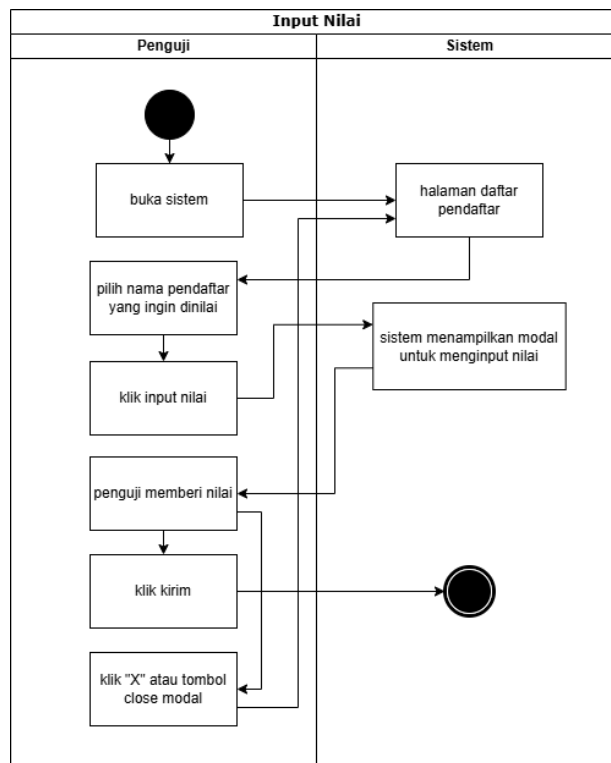 Input Nilai
Penguji
Sistem
buka sistem
halaman daftar
pendaftar
pilih nama pendaftar
yang ingin dinilai
sistem menampilkan modal
untuk menginput nilai
klik input nilai
penguji memberi nilai
klik kirim
klik "X" atau tombol
close modal